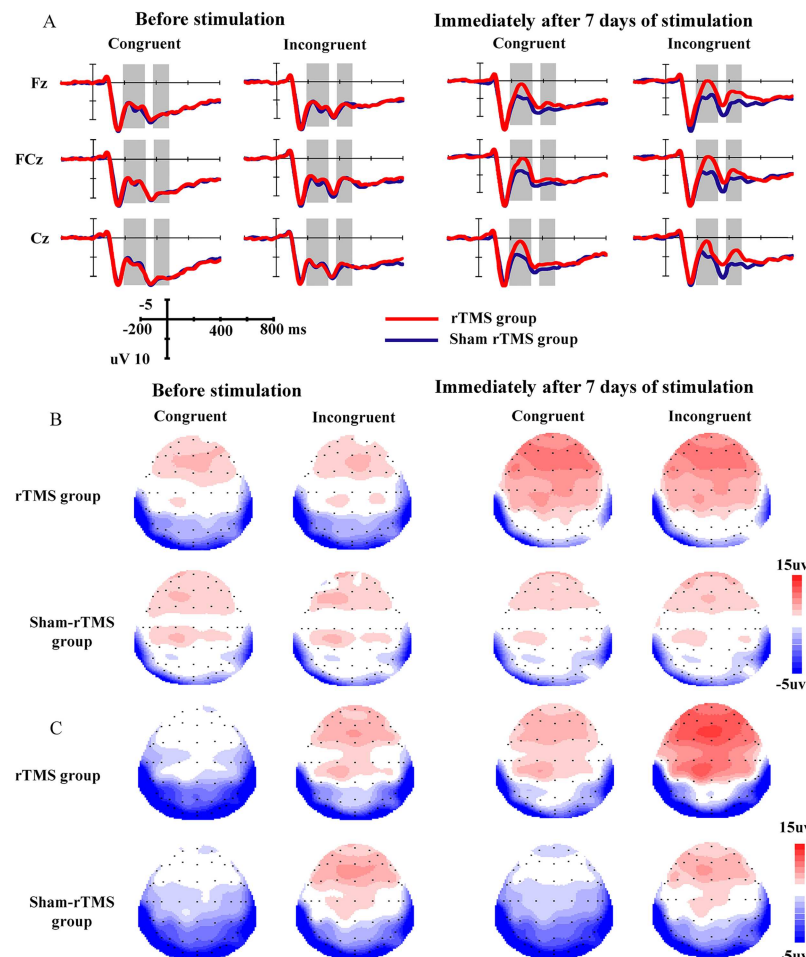 A
Before stimulation
Immediately after 7 days of stimulation
Congruent
Incongruent
Congruent
Incongruent
Fz
FCz
Cz
-5
-200
400
800 ms
uV 10
rTMS group
Sham rTMS group
Before stimulation
Immediately after 7 days of stimulation
B
Congruent
Incongruent
Congruent
Incongruent
rTMS group
15uv
Sham-rTMS
group
-5uv
C
rTMS group
15uv
Sham-rTMS
group
-5uv